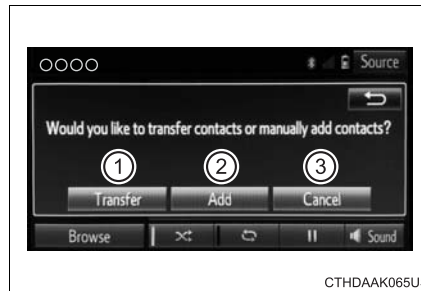 OOOO Source
Would you like to transfer contacts or manually add contacts?
1 2 3
Transfer Add Cancel
Browse Sound
CTHDAAK065U